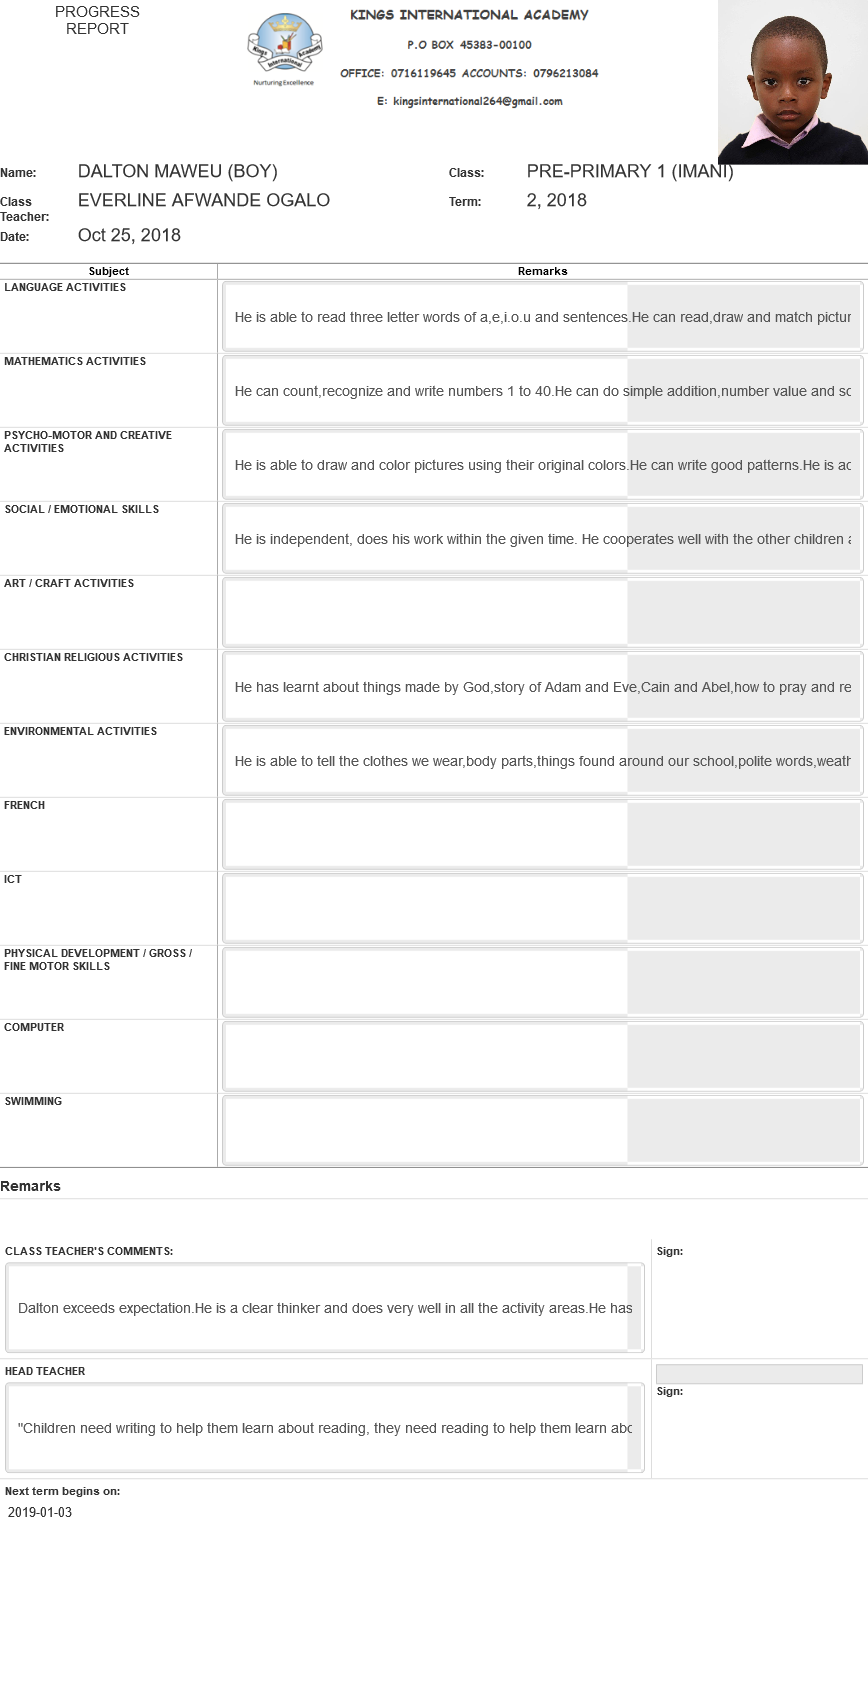 PROGRESS
REPORT
KINGS INTERNATIONAL ACADEMY
P.O BOX 45383-00100
OFFICE: 0716119645 ACCOUNTS: 0796213084
E: kingsinternational264@gmail.com
Kings International Academy
Nurturing Excellence
Name: DALTON MAWEU (BOY) Class: PRE-PRIMARY 1 (IMANI)
Class Teacher: EVERLINE AFWANDE OGALO Term: 2, 2018
Date: Oct 25, 2018
Subject Remarks
LANGUAGE ACTIVITIES
He is able to read three letter words of a,e,i.o.u and sentences.He can read,draw and match pictur
MATHEMATICS ACTIVITIES
He can count,recognize and write numbers 1 to 40.He can do simple addition,number value and
PSYCHO-MOTOR AND CREATIVE
ACTIVITIES
He is able to draw and color pictures using their original colors.He can write good patterns.He is
SOCIAL / EMOTIONAL SKILLS
He is independent, does his work within the given time. He cooperates well with the other children
ART / CRAFT ACTIVITIES
CHRISTIAN RELIGIOUS ACTIVITIES
He has learnt about things made by God,story of Adam and Eve,Cain and Abel,how to pray and re
ENVIRONMENTAL ACTIVITIES
He is able to tell the clothes we wear,body parts,things found around our school,polite words,weath
FRENCH
ICT
PHYSICAL DEVELOPMENT / GROSS /
FINE MOTOR SKILLS
COMPUTER
SWIMMING
Remarks
CLASS TEACHER'S COMMENTS: Sign:
Dalton exceeds expectation.He is a clear thinker and does very well in all the activity areas.He has
HEAD TEACHER
Sign:
"Children need writing to help them learn about reading, they need reading to help them learn
Next term begins on:
2019-01-03